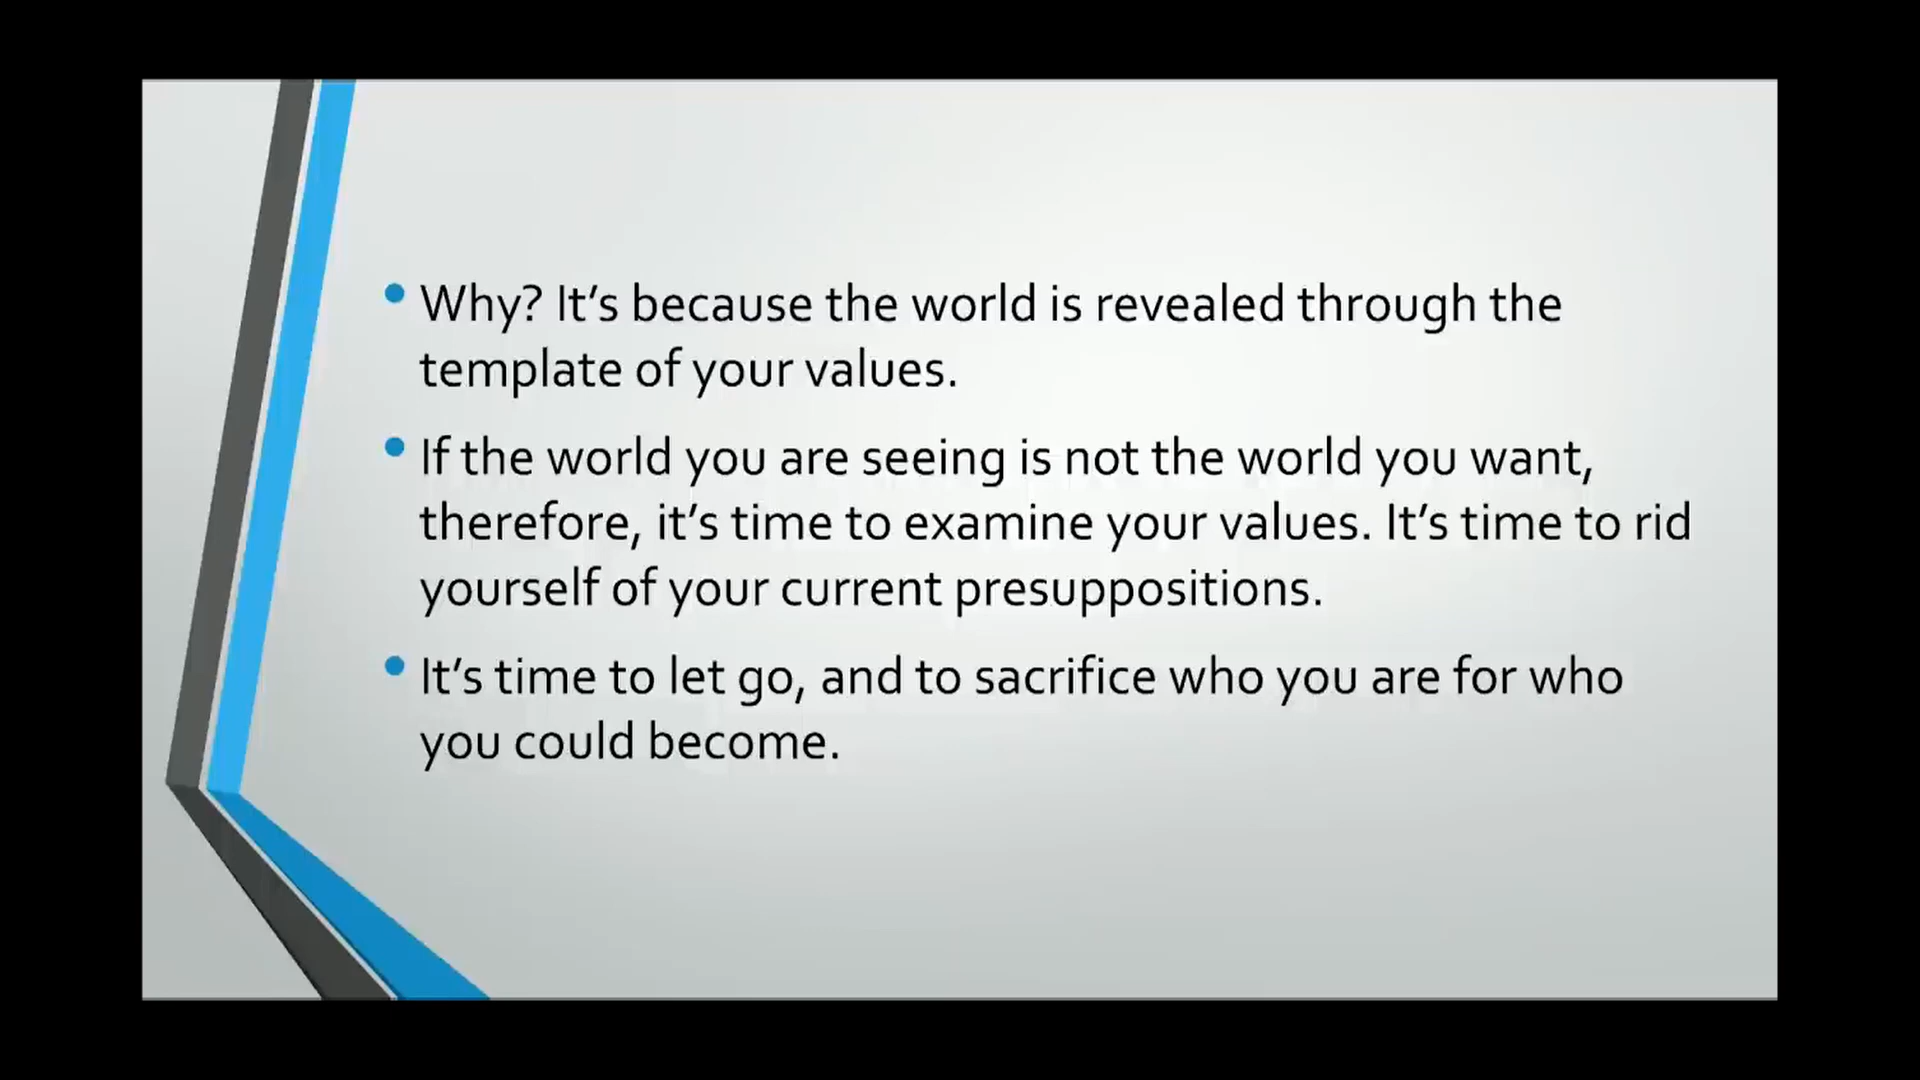 • Why? It’s because the world is revealed through the
template of your values.
• If the world you are seeing is not the world you want,
therefore, it’s time to examine your values. It’s time to rid
yourself of your current presuppositions.
• It’s time to let go, and to sacrifice who you are for who
you could become.